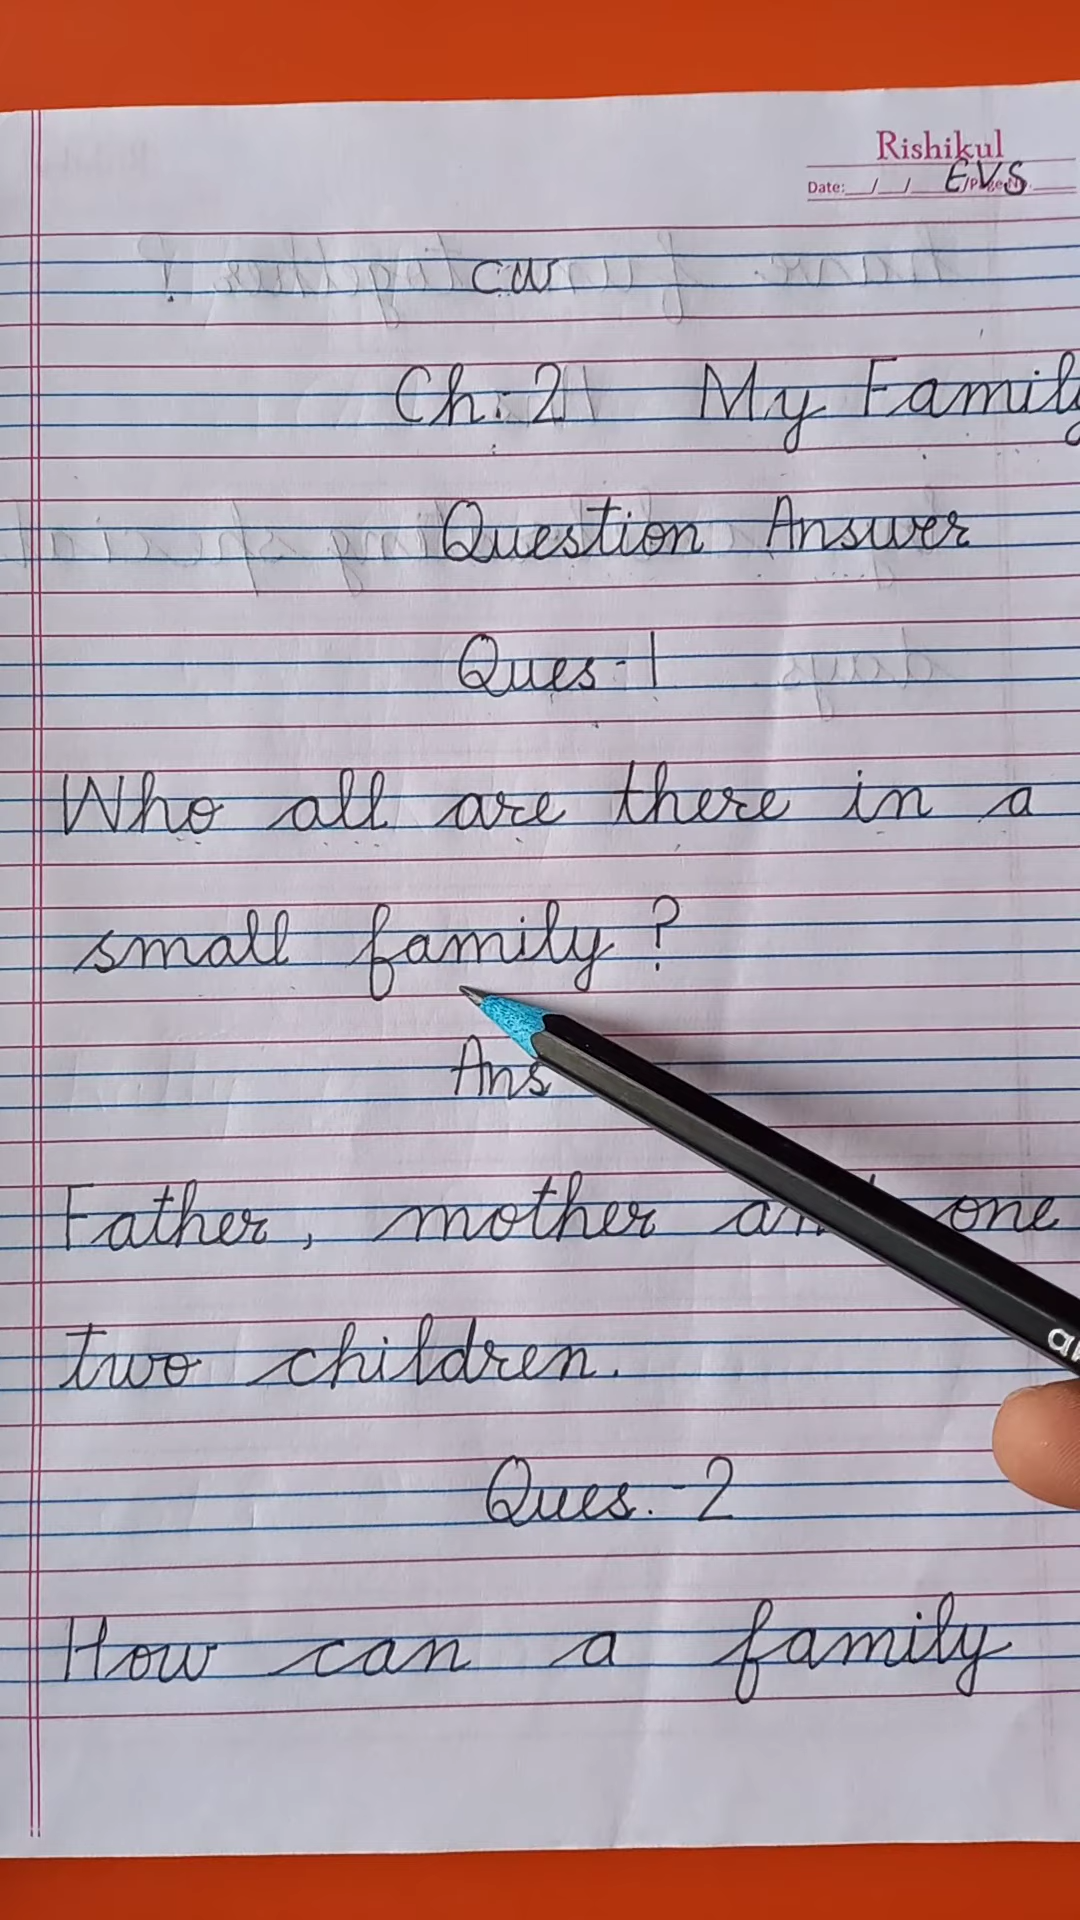 Rishikul
Date: / / EVS
CW
Ch:-2 My Family
Question Answer
Ques-1
Who all are there in a
small family ?
Ans
Father, mother and one
two children.
Ques.-2
How can a family